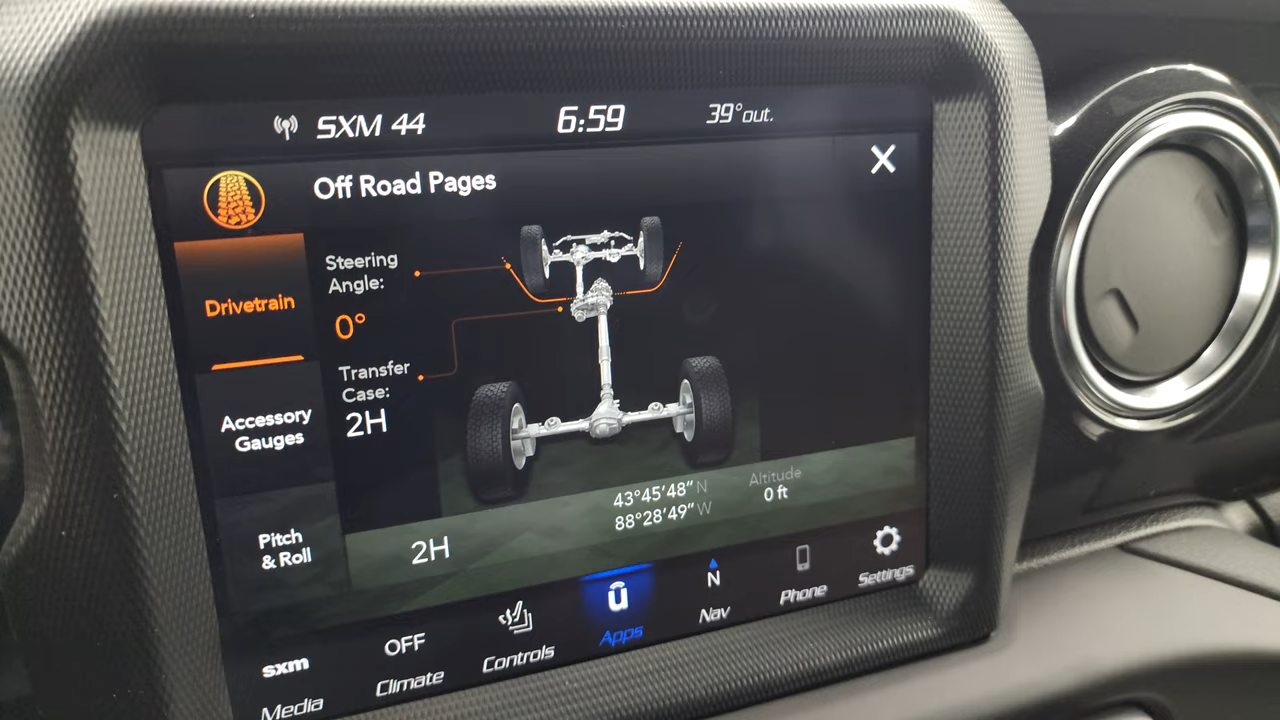 SXM 44
6:59
39° out.
Off Road Pages
X
Drivetrain
Steering
Angle:
0°
Transfer
Case:
2H
Accessory
Gauges
Pitch
& Roll
43°45'48" N
88°28'49" W
Altitude
0 ft
2H
sxm
Media
OFF
Climate
Controls
Apps
N
Nav
Phone
Settings